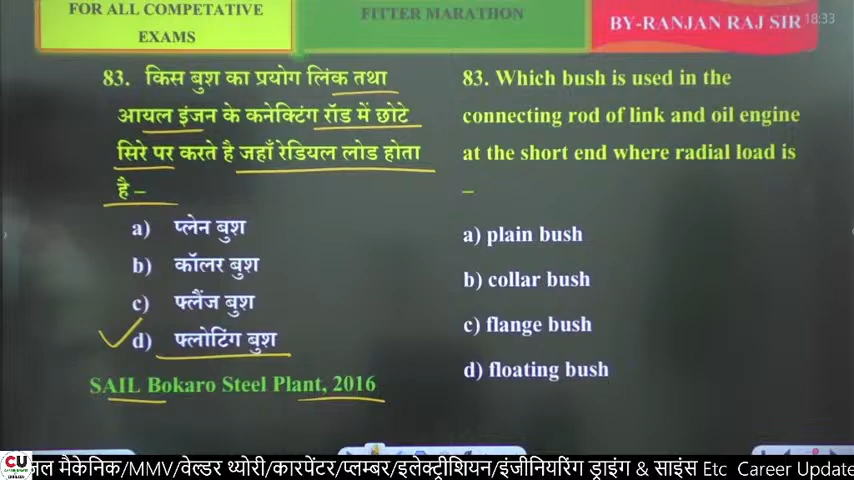 FOR ALL COMPETATIVE
EXAMS
FITTER MARATHON
BY-RANJAN RAJ SIR
18:33
83. किस बुश का प्रयोग लिंक तथा
आयल इंजन के कनेक्टिंग रॉड में छोटे
सिरे पर करते है जहाँ रेडियल लोड होता
है –
a) प्लेन बुश
b) कॉलर बुश
c) फ्लैंज बुश
d) फ्लोटिंग बुश
SAIL Bokaro Steel Plant, 2016
83. Which bush is used in the
connecting rod of link and oil engine
at the short end where radial load is
–
a) plain bush
b) collar bush
c) flange bush
d) floating bush
CU
मैकेनिक/MMV/वेल्डर थ्योरी/कारपेंटर/प्लम्बर/इलेक्ट्रीशियन/इंजीनियरिंग ड्राइंग & साइंस Etc Career Update